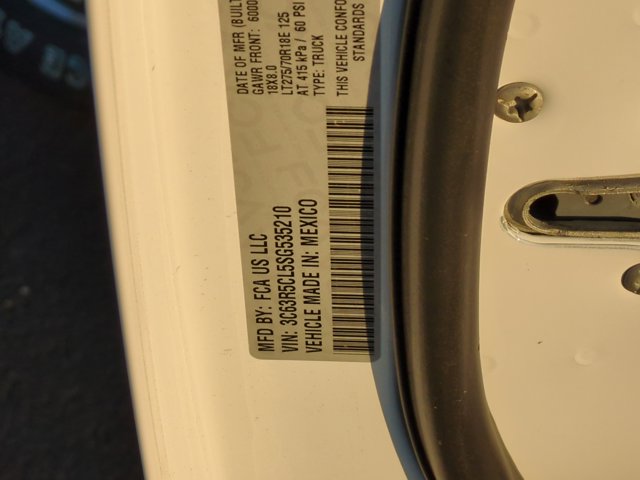 MFD BY: FCA US LLC
VIN: 3C63R5CL5SG535210
VEHICLE MADE IN: MEXICO
DATE OF MFR (BUILT
GAWR FRONT: 6000
18X8.0
LT275/70R18E 125
AT 415 kPa / 60 PSI
TYPE: TRUCK
THIS VEHICLE CONFO
STANDARDS